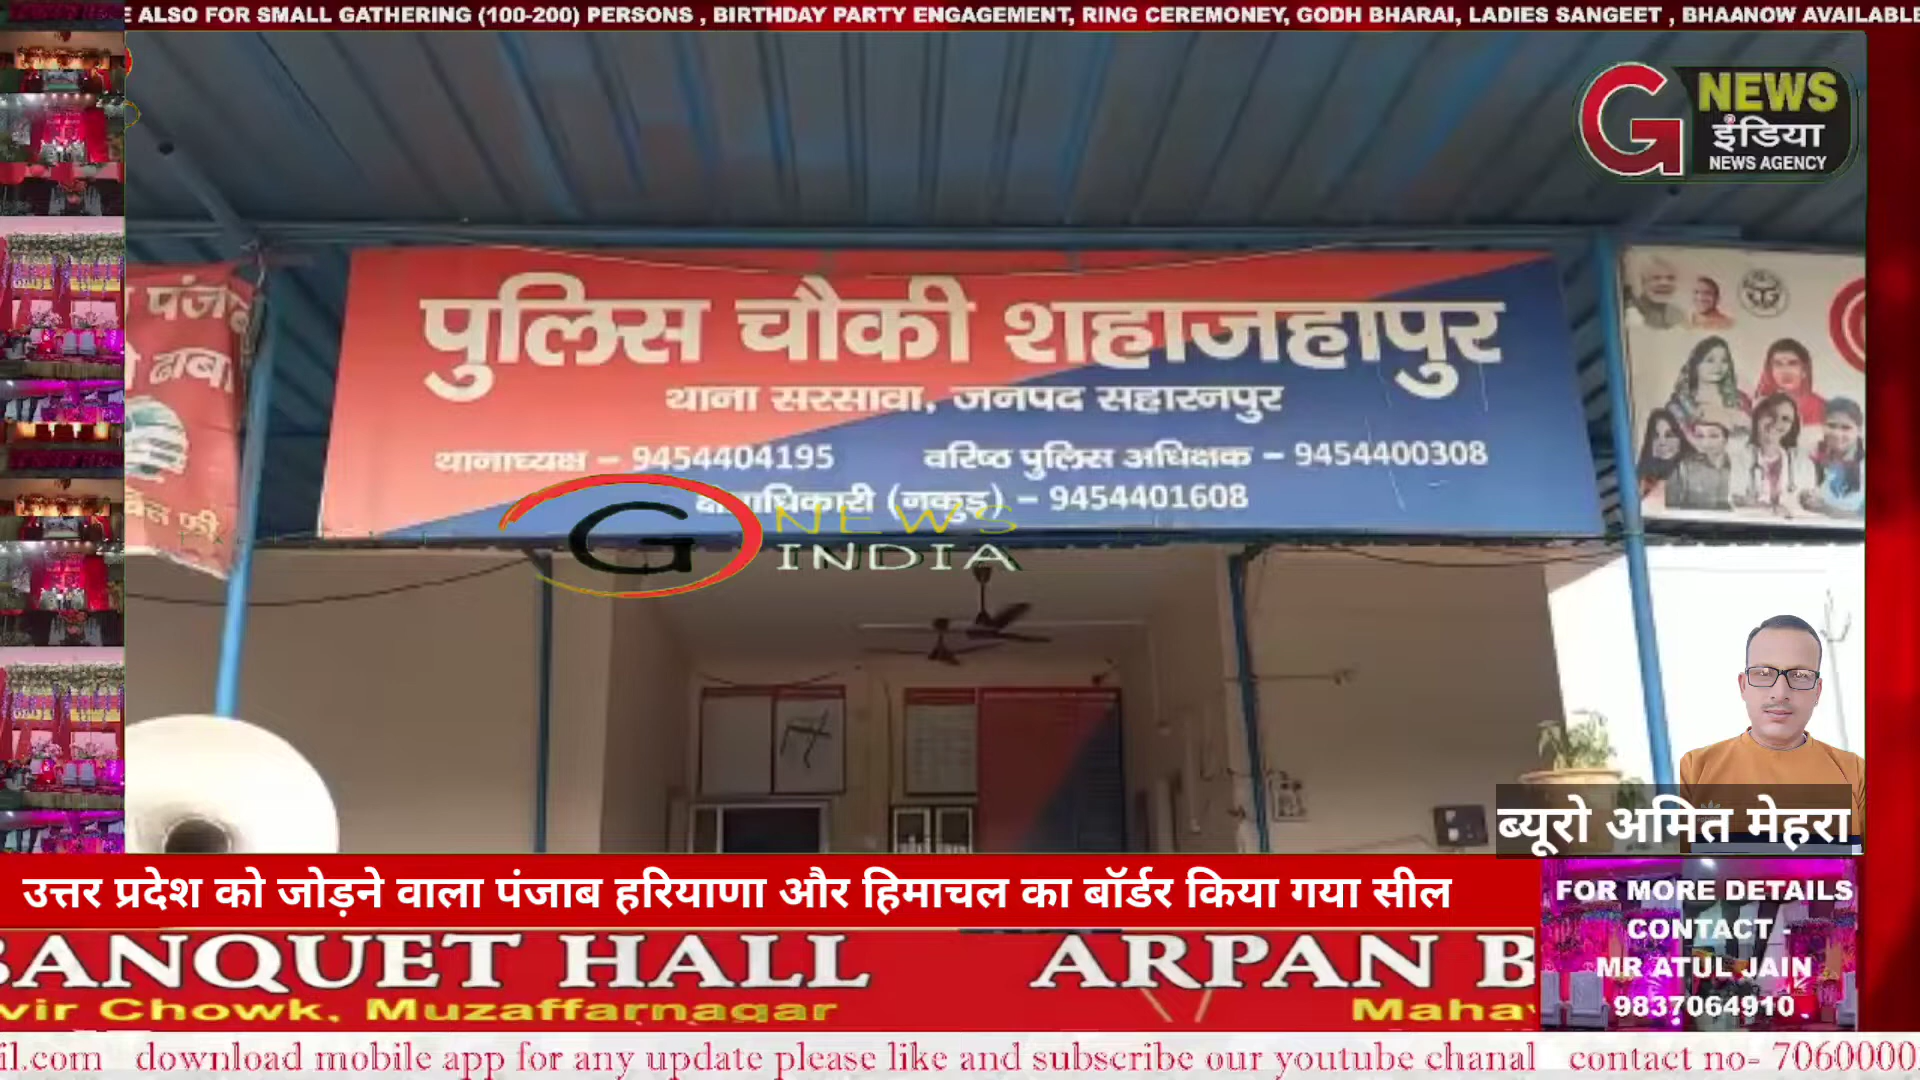 ALSO FOR SMALL GATHERING (100-200) PERSONS , BIRTHDAY PARTY ENGAGEMENT, RING CEREMONEY, GODH BHARAI, LADIES SANGEET , BHAANOW AVAILABLE
G NEWS
इंडिया
NEWS AGENCY
पुलिस चौकी शहाजहापुर
थाना सरसावा, जनपद सहारनपुर
थानाध्यक्ष – 9454404195 वरिष्ठ पुलिस अधिक्षक – 9454400308
(नकुड़) – 9454401608
ढाबा
फ्री
G NEWS
INDIA
ब्यूरो अमित मेहरा
उत्तर प्रदेश को जोड़ने वाला पंजाब हरियाणा और हिमाचल का बॉर्डर किया गया सील
BANQUET HALL ARPAN B
vir Chowk, Muzaffarnagar Maha
FOR MORE DETAILS
CONTACT -
MR ATUL JAIN
9837064910
il.com download mobile app for any update please like and subscribe our youtube chanal contact no- 7060000